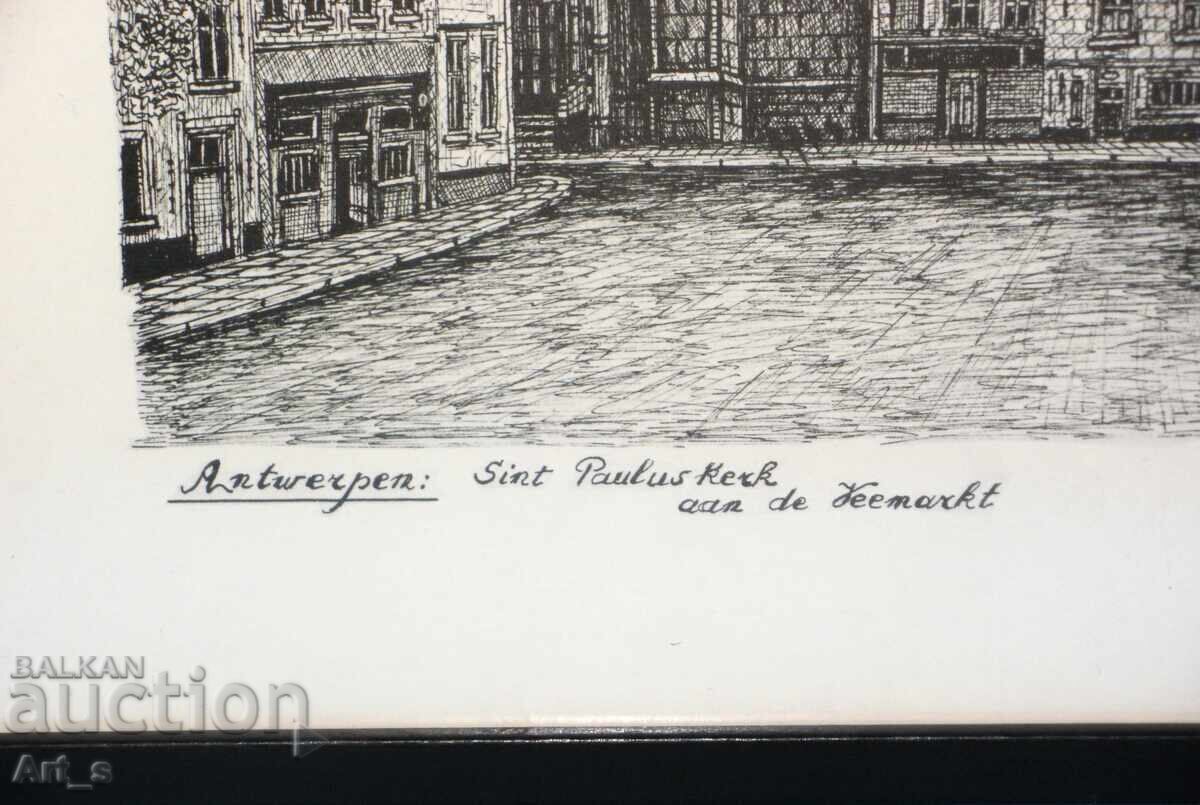 Antwerpen: Sint Pauluskerk
aan de Veemarkt
BALKAN
auction
Art_s